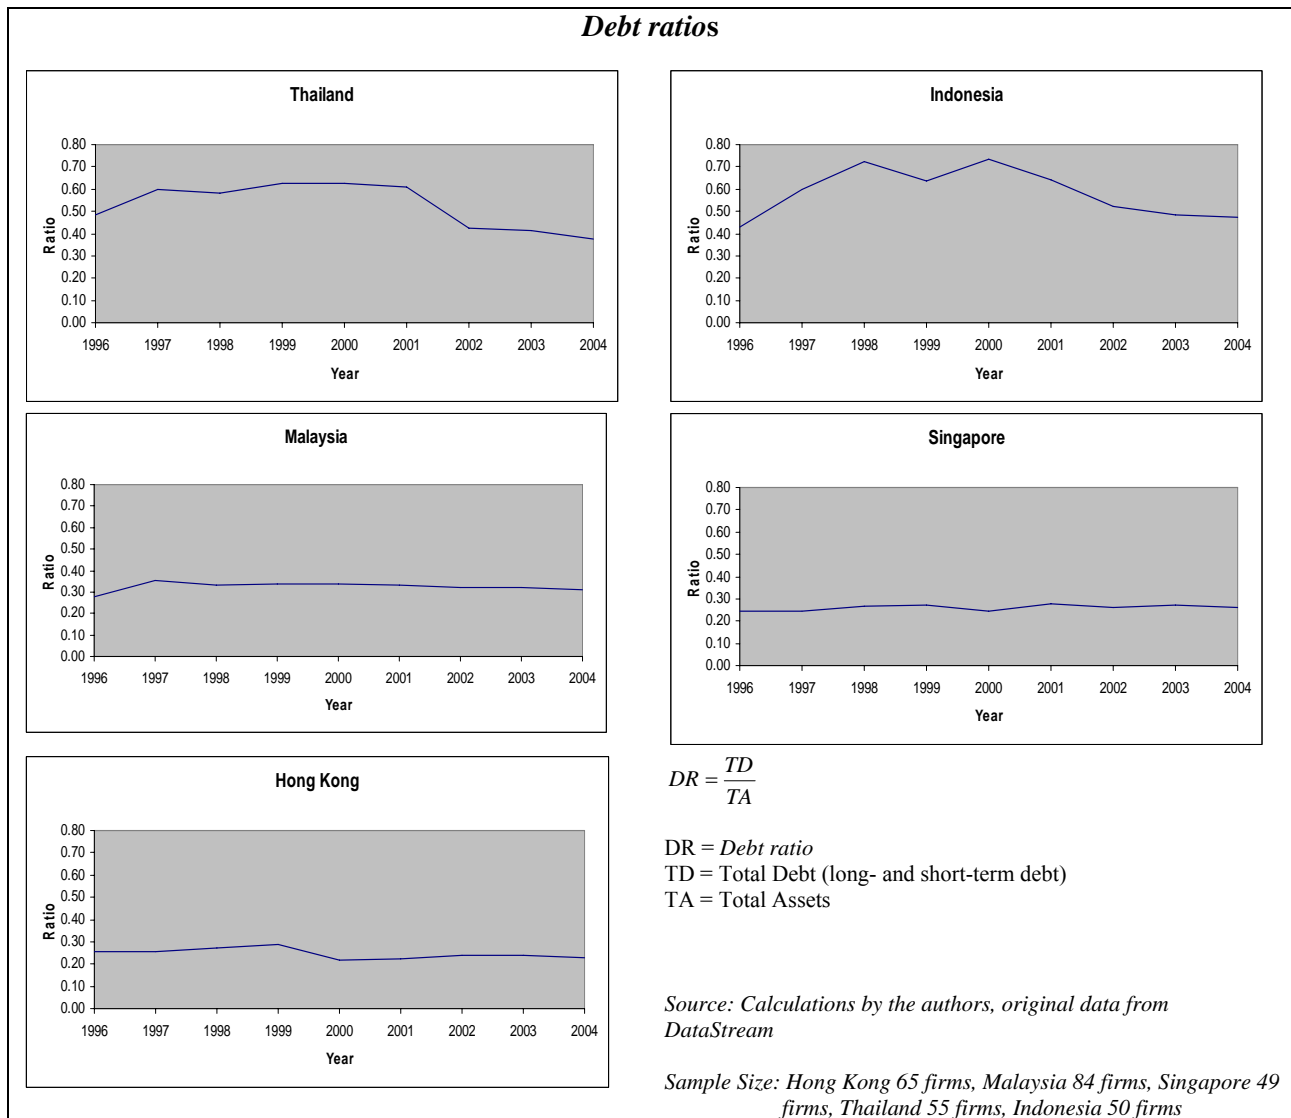 Debt ratios
Thailand
0.80
0.70
0.60
0.50
0.40
0.30
0.20
0.10
0.00
Ratio
1996 1997 1998 1999 2000 2001 2002 2003 2004
Year
Indonesia
0.80
0.70
0.60
0.50
0.40
0.30
0.20
0.10
0.00
Ratio
1996 1997 1998 1999 2000 2001 2002 2003 2004
Year
Malaysia
0.80
0.70
0.60
0.50
0.40
0.30
0.20
0.10
0.00
Ratio
1996 1997 1998 1999 2000 2001 2002 2003 2004
Year
Singapore
0.80
0.70
0.60
0.50
0.40
0.30
0.20
0.10
0.00
Ratio
1996 1997 1998 1999 2000 2001 2002 2003 2004
Year
Hong Kong
0.80
0.70
0.60
0.50
0.40
0.30
0.20
0.10
0.00
Ratio
1996 1997 1998 1999 2000 2001 2002 2003 2004
Year
DR = TD
TA
DR = Debt ratio
TD = Total Debt (long- and short-term debt)
TA = Total Assets
Source: Calculations by the authors, original data from
DataStream
Sample Size: Hong Kong 65 firms, Malaysia 84 firms, Singapore 49
firms, Thailand 55 firms, Indonesia 50 firms